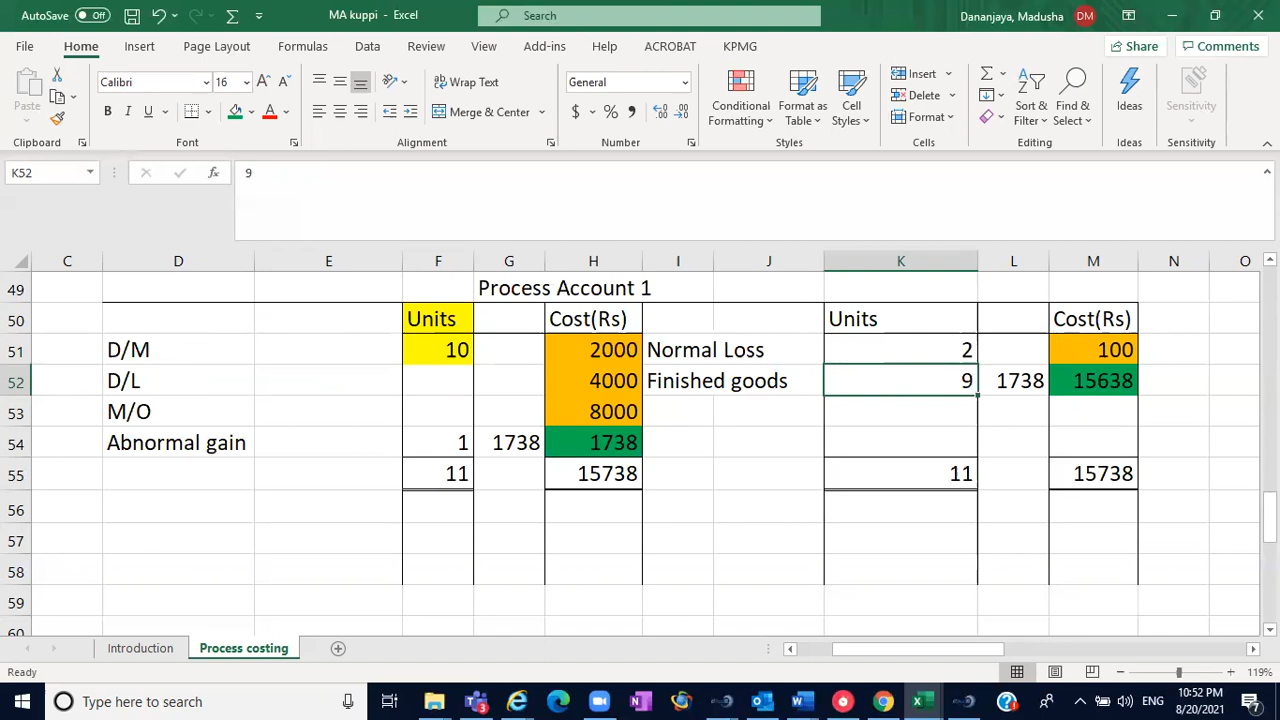 AutoSave Off MA kuppi - Excel Search Dananjaya, Madusha DM
File Home Insert Page Layout Formulas Data Review View Add-ins Help ACROBAT KPMG Share Comments
Paste Calibri 16 Wrap Text General Conditional Formatting Format as Table Cell Styles Insert Sort & Filter Find & Select Ideas Sensitivity
B I U A Merge & Center $ % Delete
Format
Clipboard Font Alignment Number Styles Cells Editing Ideas Sensitivity
K52 fx 9
C D E F G H I J K L M N O
49 Process Account 1
50 Units Cost(Rs) Units Cost(Rs)
51 D/M 10 2000 Normal Loss 2 100
52 D/L 4000 Finished goods 9 1738 15638
53 M/O 8000
54 Abnormal gain 1 1738 1738
55 11 15738 11 15738
56
57
58
59
60
Introduction Process costing
Ready 119%
Type here to search 3 ENG 10:52 PM
8/20/2021 7